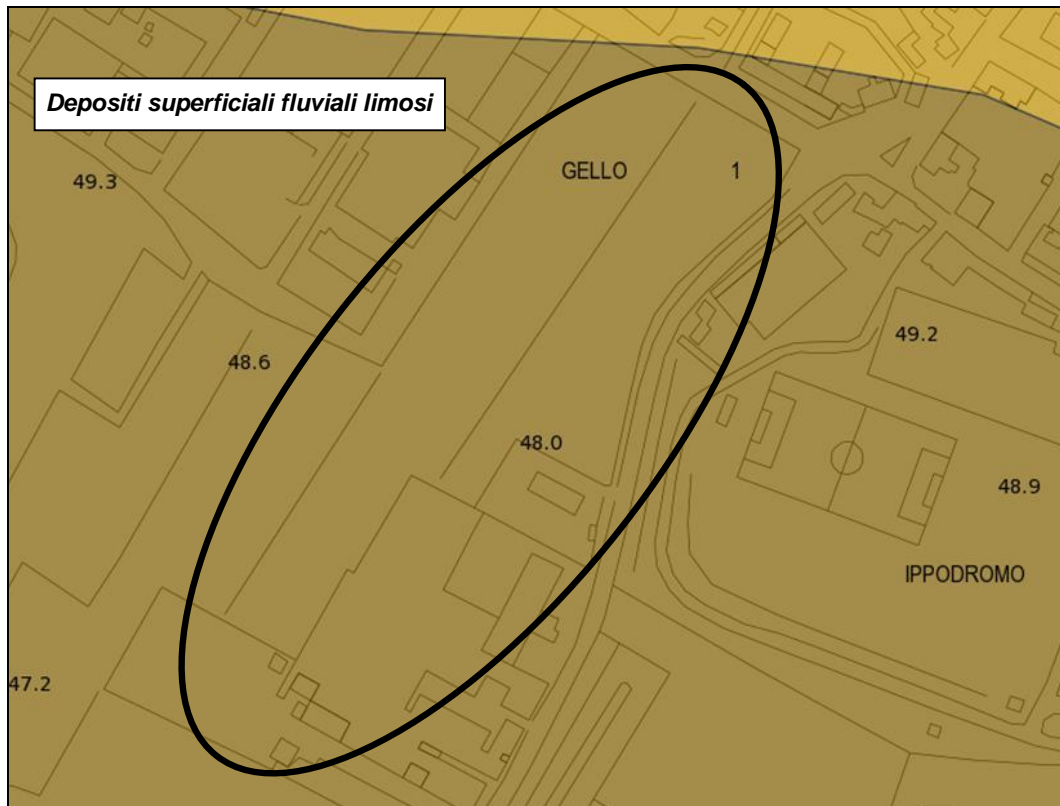 Depositi superficiali fluviali limosi
GELLO 1
49.3
49.2
48.6
48.0
48.9
IPPODROMO
47.2